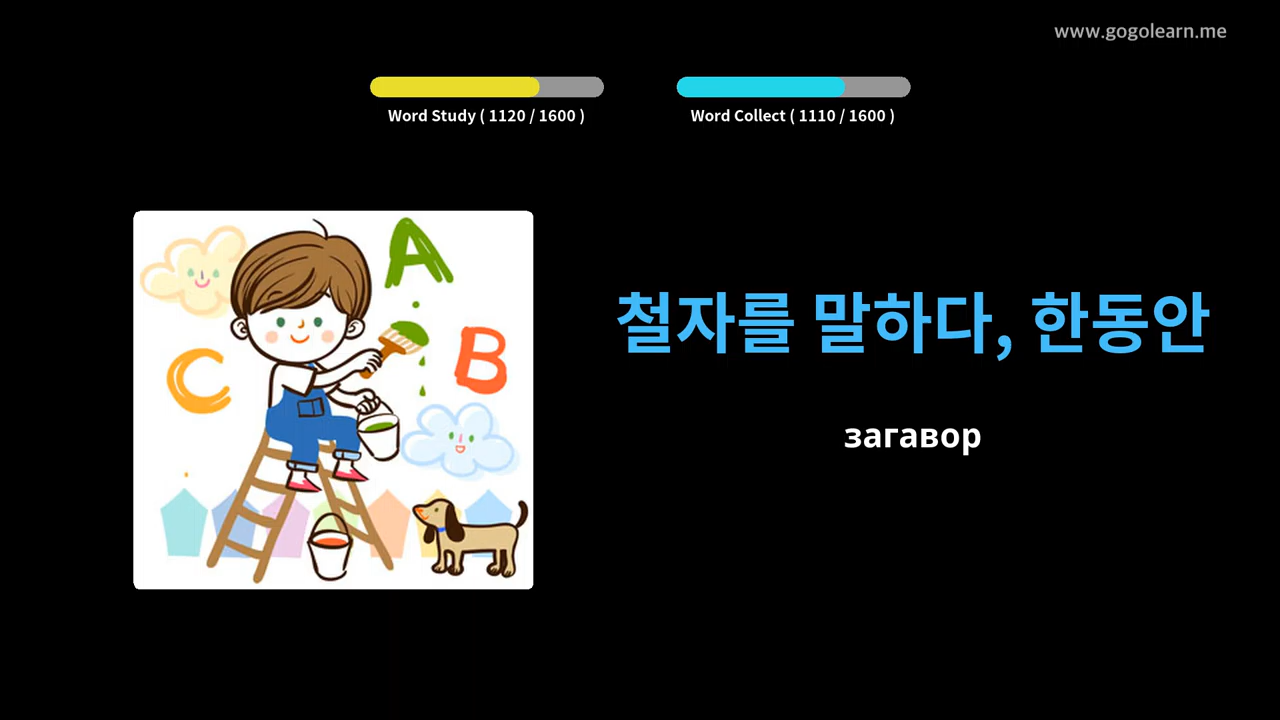 www.gogolearn.me
Word Study ( 1120 / 1600 )
Word Collect ( 1110 / 1600 )
A
B
C
철자를 말하다, 한동안
загавор